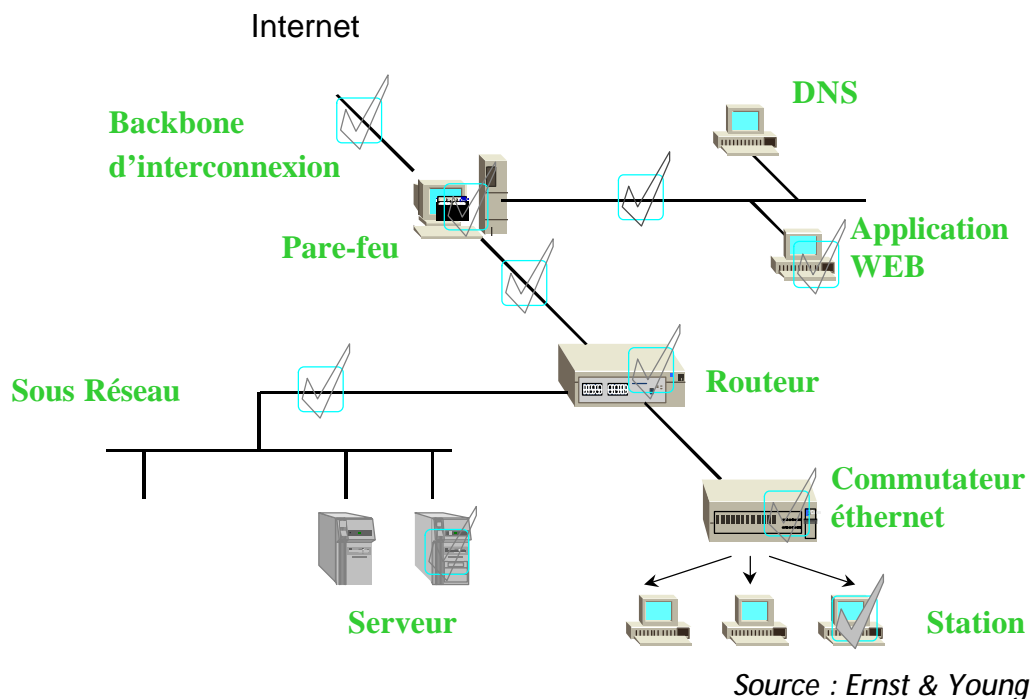 Internet
DNS
Backbone
d'interconnexion
Pare-feu
Application
WEB
Sous Réseau
Routeur
Commutateur
éthernet
Serveur
Station
Source : Ernst & Young